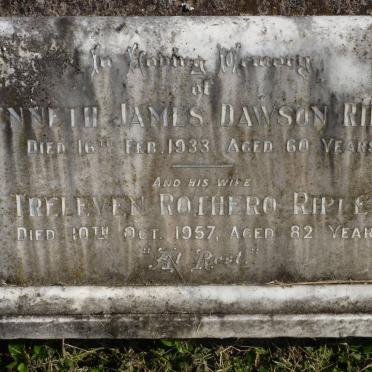 In Loving Memory
of
ENNETH JAMES DAWSON RI
DIED 16TH FEB. 1933 AGED 60 YEARS
AND HIS WIFE
TRELEVEN ROTHERO RIPLE
DIED 10TH OCT. 1957, AGED 82 YEAR
"At Rest."